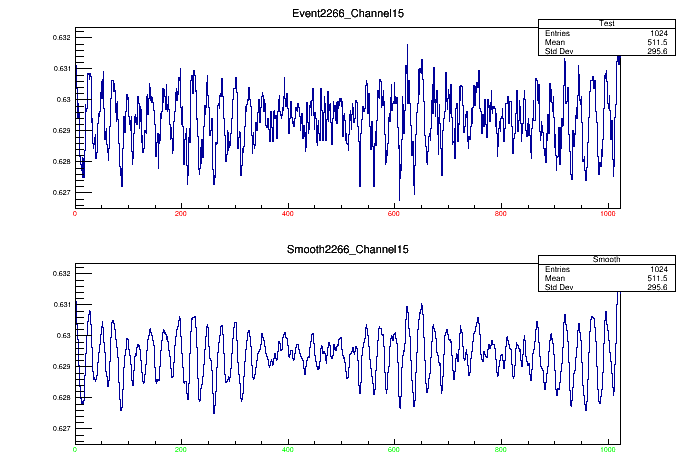 Event2266_Channel15
Test
Entries 1024
Mean 511.5
Std Dev 295.6
0.632
0.631
0.63
0.629
0.628
0.627
0 200 400 600 800 1000
Smooth2266_Channel15
Smooth
Entries 1024
Mean 511.5
Std Dev 295.6
0.632
0.631
0.63
0.629
0.628
0.627
0 200 400 600 800 1000